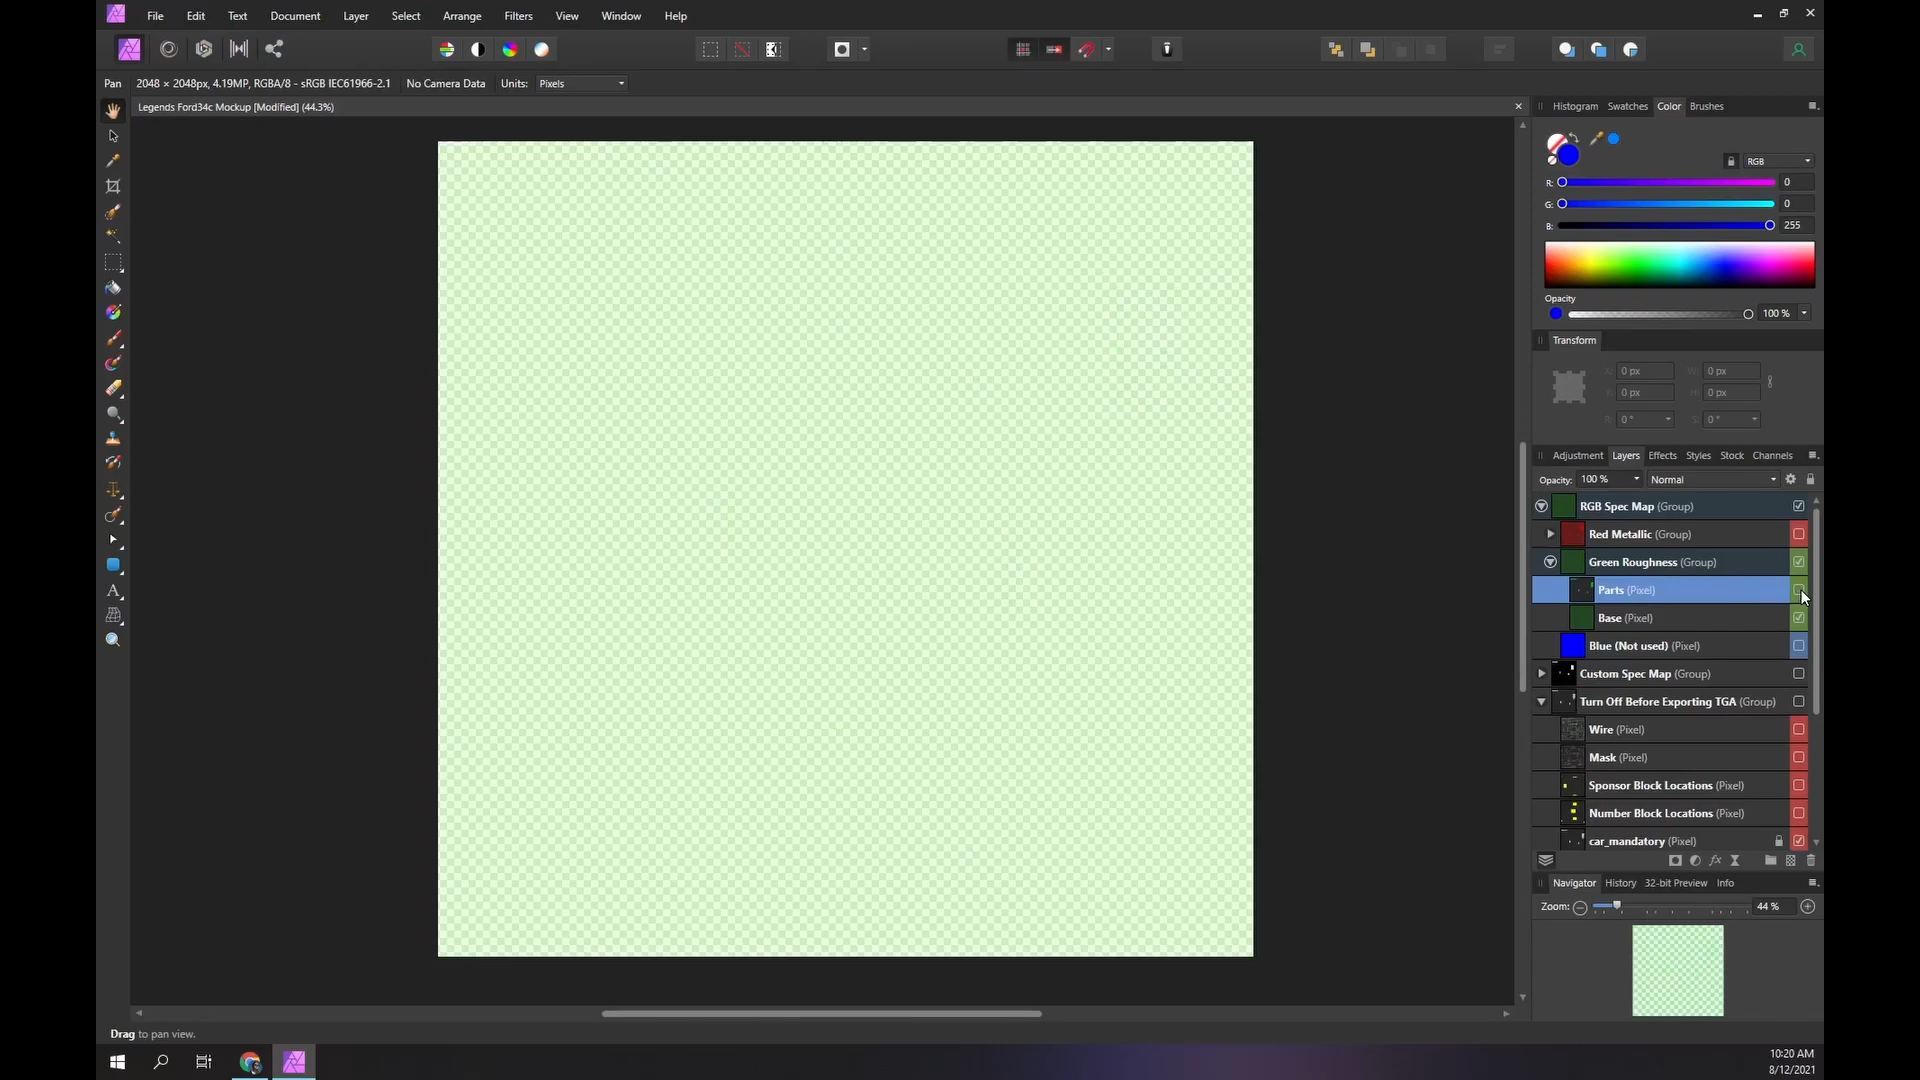 File Edit Text Document Layer Select Arrange Filters View Window Help
Pan 2048 × 2048px, 4.19MP, RGBA/8 - sRGB IEC61966-2.1 No Camera Data Units: Pixels
Legends Ford34c Mockup [Modified] (44.3%)
Histogram Swatches Color Brushes
RGB
R: 0
G: 0
B: 255
Opacity
100 %
Transform
X: 0 px W: 0 px
Y: 0 px H: 0 px
R: 0 ° S: 0 °
Adjustment Layers Effects Styles Stock Channels
Opacity: 100 % Normal
RGB Spec Map (Group)
Red Metallic (Group)
Green Roughness (Group)
Parts (Pixel)
Base (Pixel)
Blue (Not used) (Pixel)
Custom Spec Map (Group)
Turn Off Before Exporting TGA (Group)
Wire (Pixel)
Mask (Pixel)
Sponsor Block Locations (Pixel)
Number Block Locations (Pixel)
car_mandatory (Pixel)
Navigator History 32-bit Preview Info
Zoom: 44 %
Drag to pan view.
10:20 AM
8/12/2021